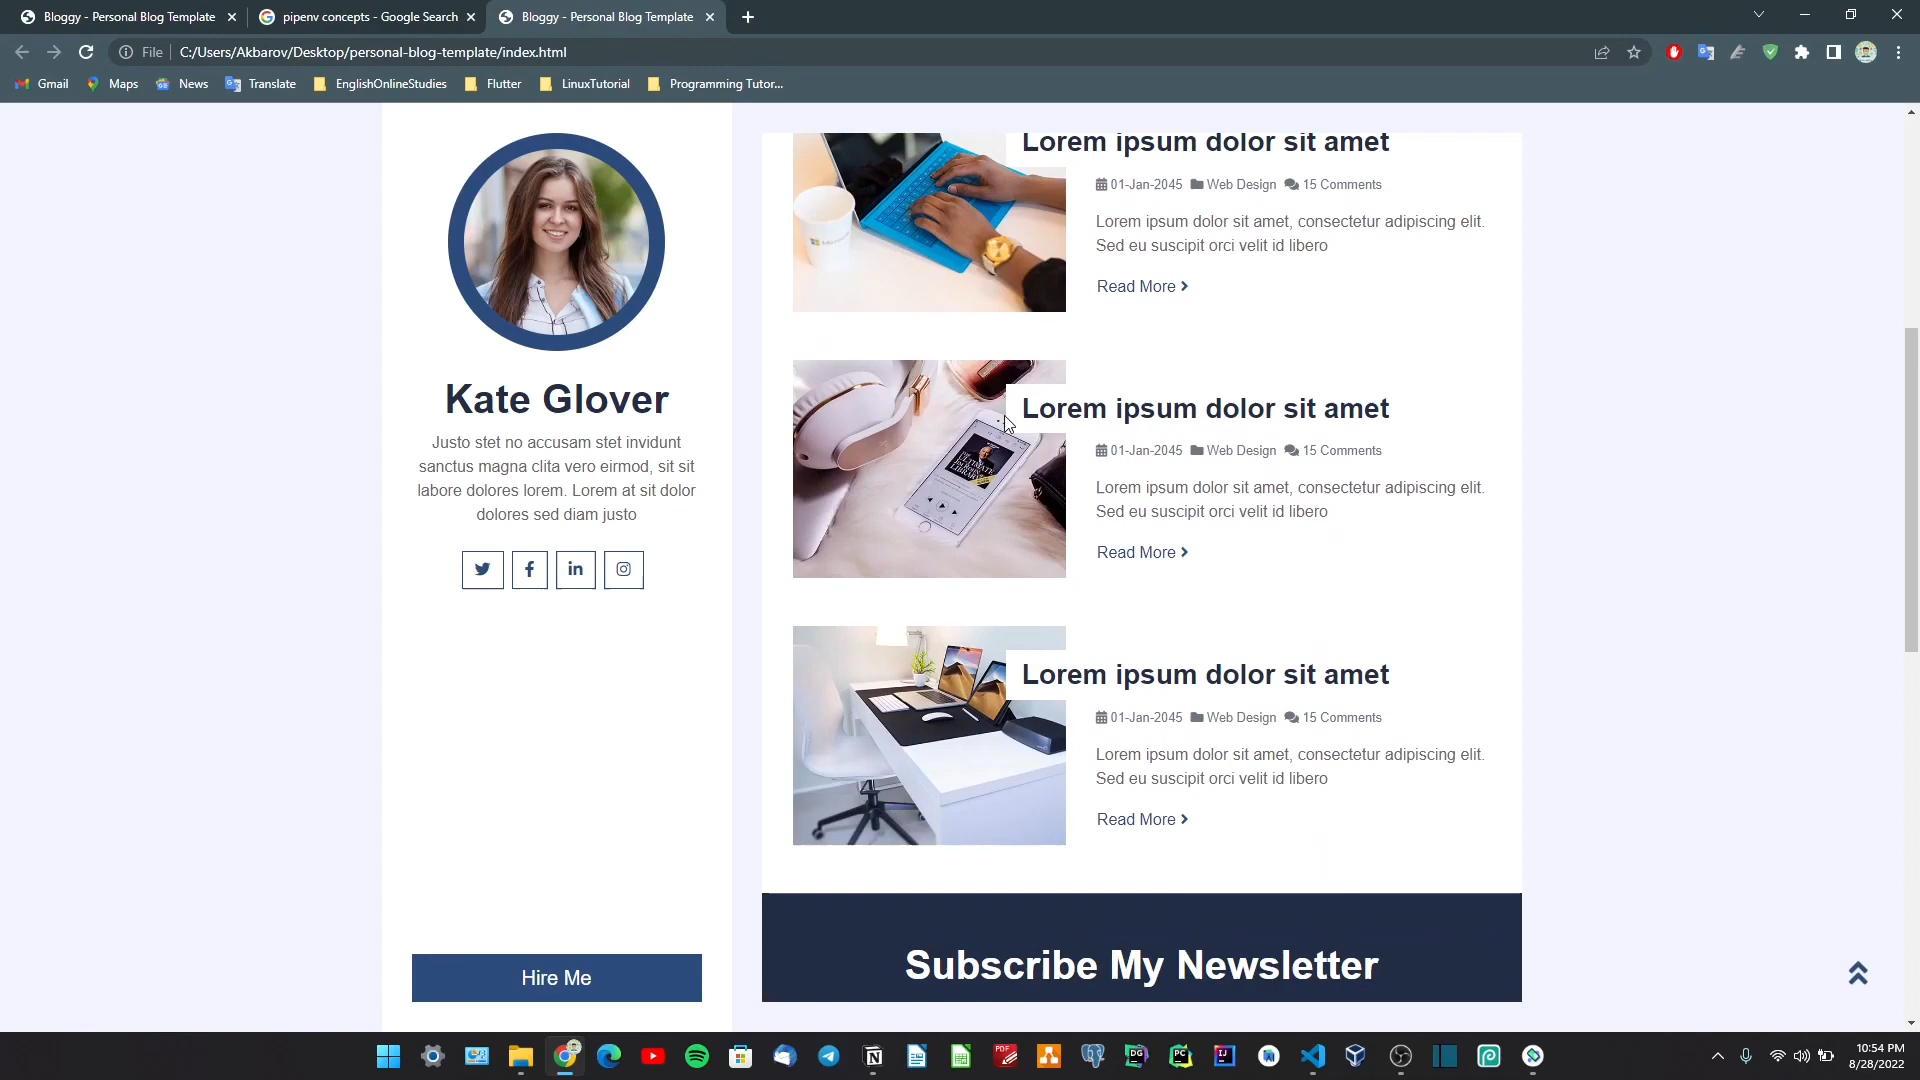 Bloggy - Personal Blog Template
pipenv concepts - Google Search
Bloggy - Personal Blog Template
File
C:/Users/Akbarov/Desktop/personal-blog-template/index.html
Gmail
Maps
News
Translate
EnglishOnlineStudies
Flutter
LinuxTutorial
Programming Tutor...
Kate Glover
Justo stet no accusam stet invidunt
sanctus magna clita vero eirmod, sit sit
labore dolores lorem. Lorem at sit dolor
dolores sed diam justo
Hire Me
Lorem ipsum dolor sit amet
01-Jan-2045 Web Design 15 Comments
Lorem ipsum dolor sit amet, consectetur adipiscing elit.
Sed eu suscipit orci velit id libero
Read More
Lorem ipsum dolor sit amet
01-Jan-2045 Web Design 15 Comments
Lorem ipsum dolor sit amet, consectetur adipiscing elit.
Sed eu suscipit orci velit id libero
Read More
Lorem ipsum dolor sit amet
01-Jan-2045 Web Design 15 Comments
Lorem ipsum dolor sit amet, consectetur adipiscing elit.
Sed eu suscipit orci velit id libero
Read More
Subscribe My Newsletter
10:54 PM
8/28/2022